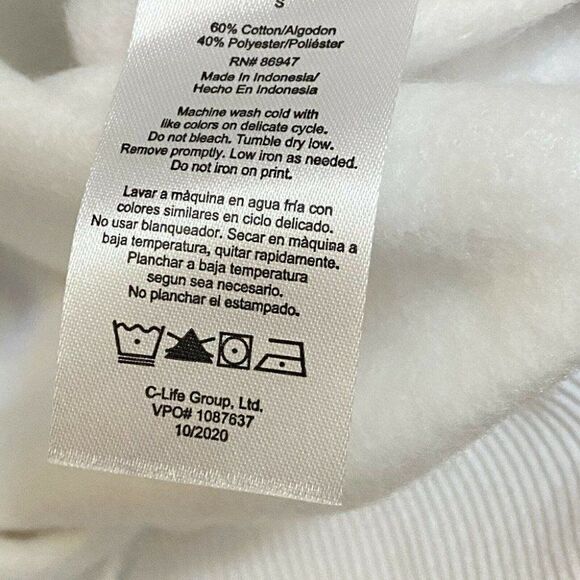 S
60% Cotton/Algodon
40% Polyester/Poliéster
RN# 86947
Made In Indonesia/
Hecho En Indonesia
Machine wash cold with
like colors on delicate cycle.
Do not bleach. Tumble dry low.
Remove promptly. Low iron as needed.
Do not iron on print.
Lavar a màquina en agua fría con
colores similares en ciclo delicado.
No usar blanqueador. Secar en màquina a
baja temperatura, quitar rapidamente.
Planchar a baja temperatura
segun sea necesario.
No planchar el estampado.
C-Life Group, Ltd.
VPO# 1087637
10/2020